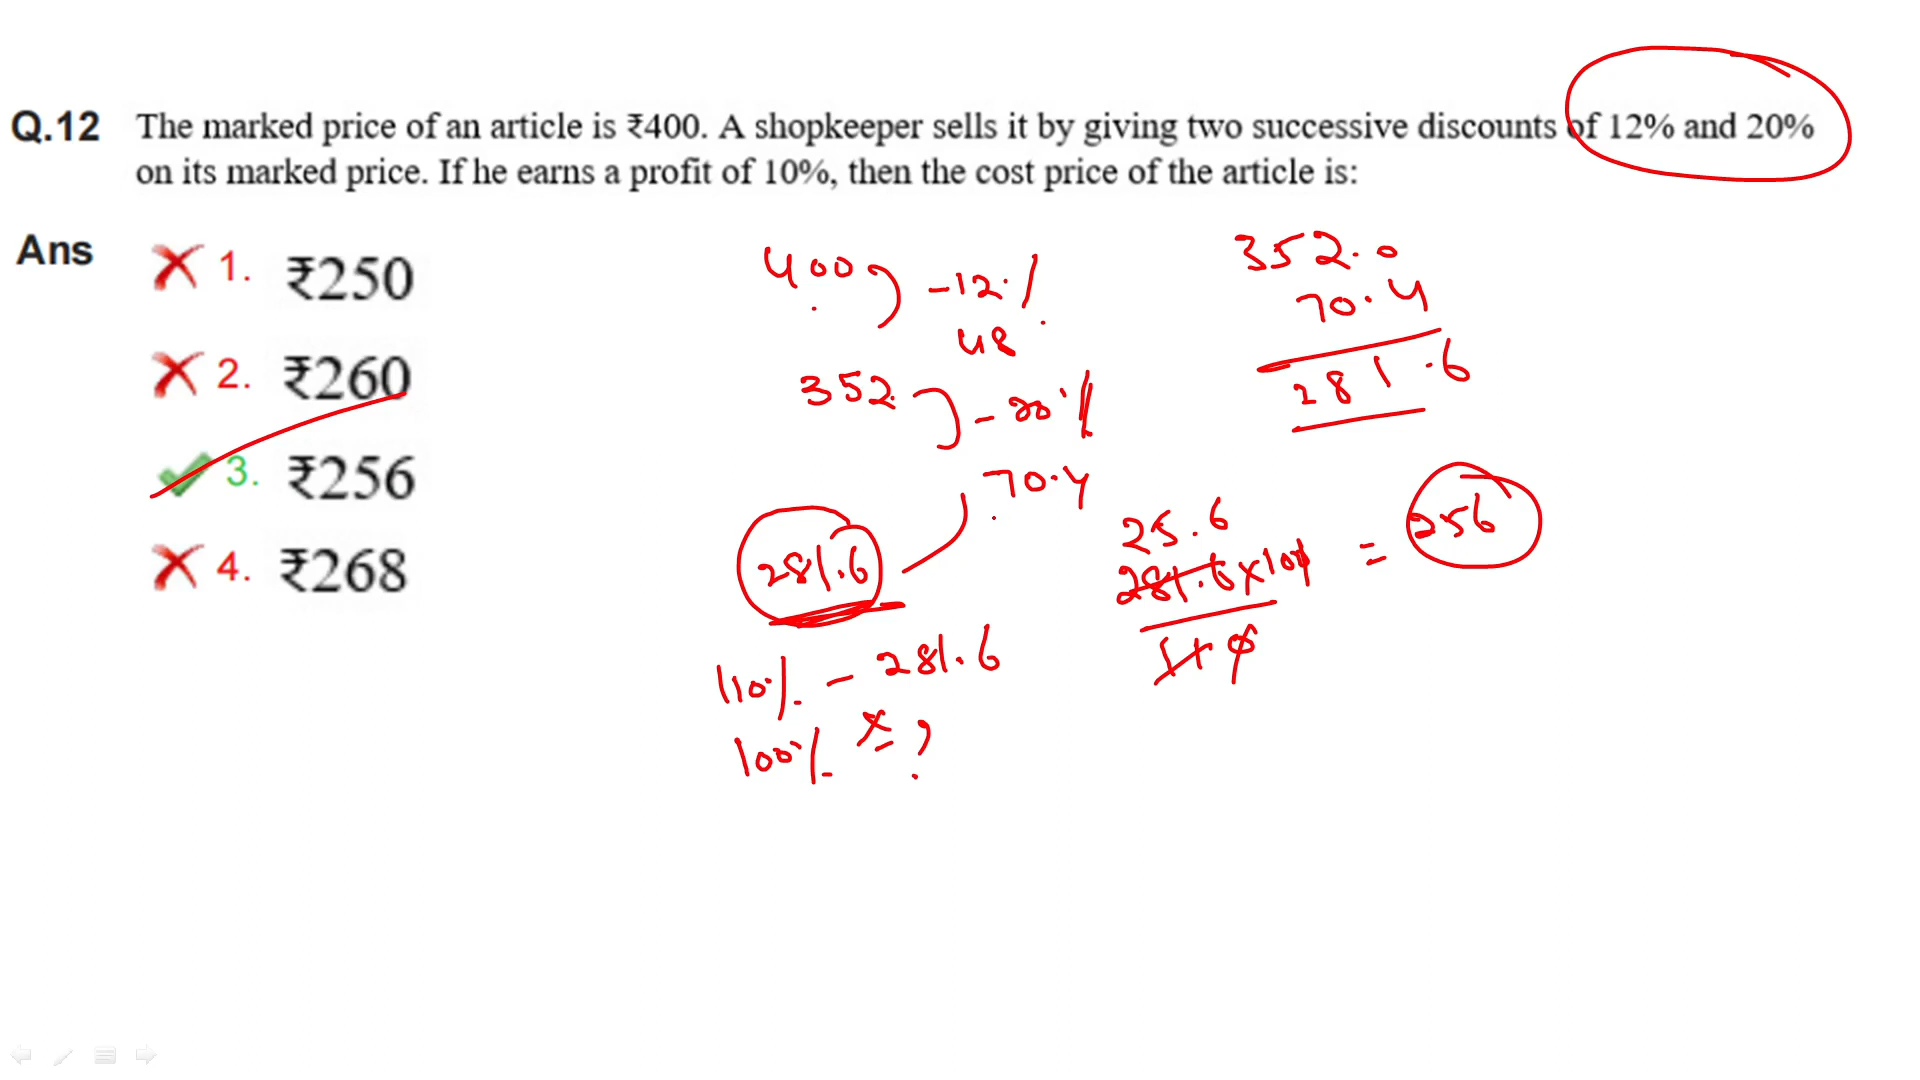 Q.12 The marked price of an article is ₹400. A shopkeeper sells it by giving two successive discounts of 12% and 20%
on its marked price. If he earns a profit of 10%, then the cost price of the article is:
Ans
1. ₹250
2. ₹260
3. ₹256
4. ₹268
400 -12%
48
352 -20%
70.4
281.6
110% - 281.6
100% x ?
352.0
70.4
281.6
25.6
281.6x100
110
= 256